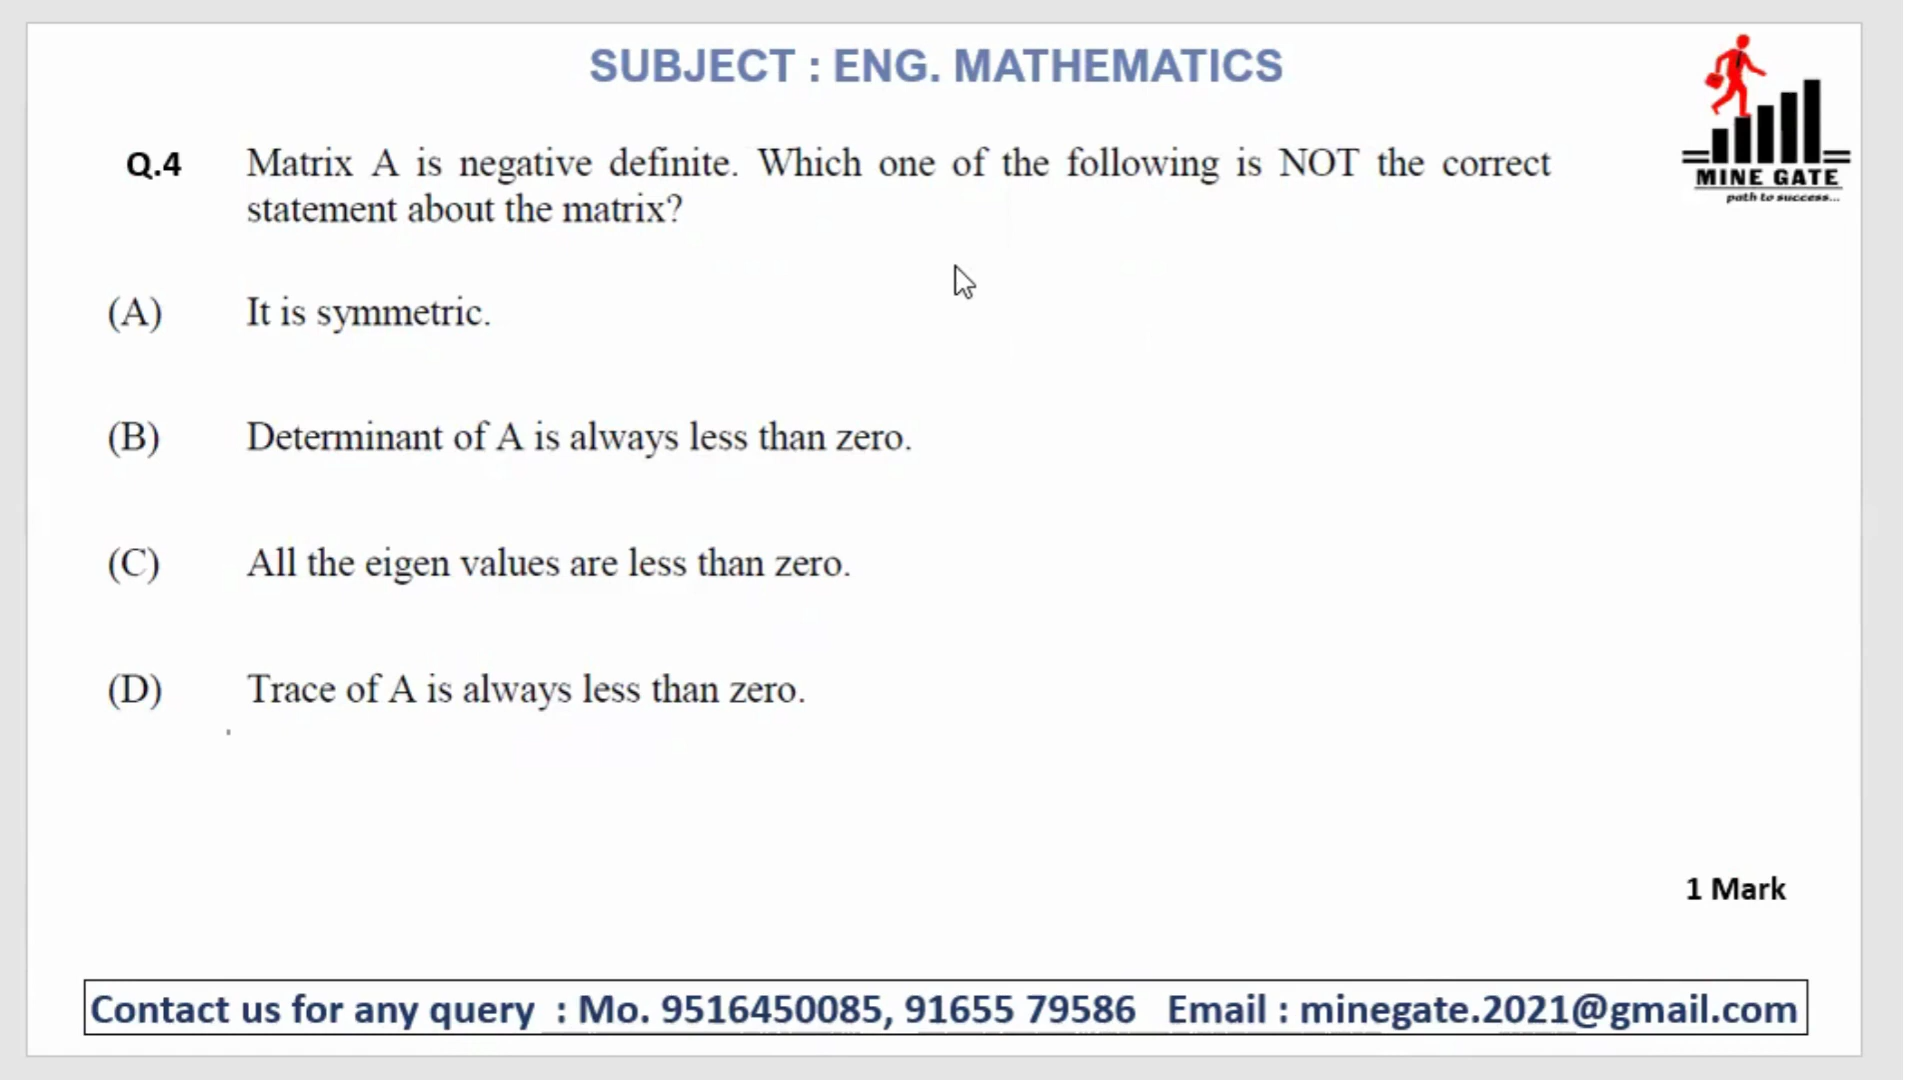 SUBJECT : ENG. MATHEMATICS
MINE GATE
path to success...
Q.4 Matrix A is negative definite. Which one of the following is NOT the correct
statement about the matrix?
(A) It is symmetric.
(B) Determinant of A is always less than zero.
(C) All the eigen values are less than zero.
(D) Trace of A is always less than zero.
1 Mark
Contact us for any query : Mo. 9516450085, 91655 79586 Email : minegate.2021@gmail.com